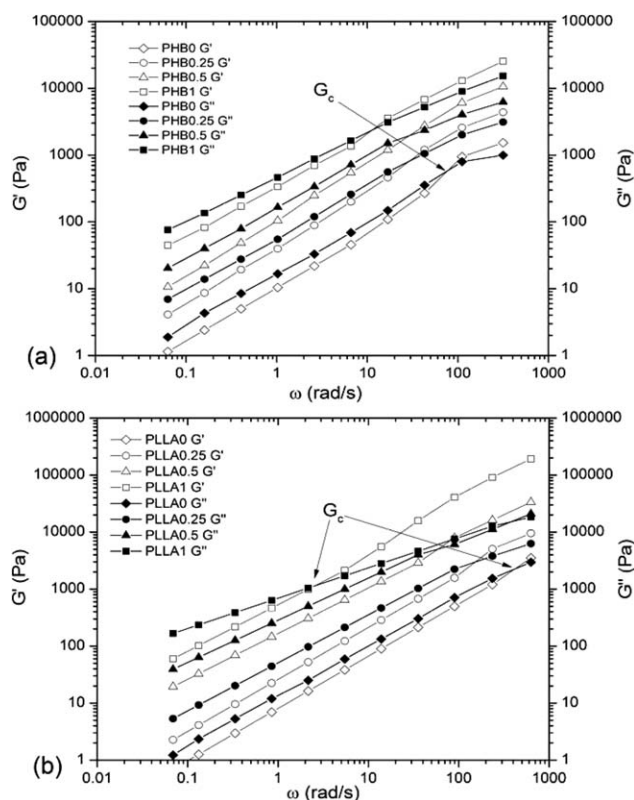 100000
100000
PHB0 G'
PHB0.25 G'
PHB0.5 G'
PHB1 G'
PHB0 G"
PHB0.25 G"
PHB0.5 G"
PHB1 G"
10000
10000
G_c
1000
1000
G' (Pa)
G" (Pa)
100
100
10
10
1
1
(a)
0.01 0.1 1 10 100 1000
ω (rad/s)
1000000
1000000
PLLA0 G'
PLLA0.25 G'
PLLA0.5 G'
PLLA1 G'
PLLA0 G"
PLLA0.25 G"
PLLA0.5 G"
PLLA1 G"
100000
100000
G_c
10000
10000
G' (Pa)
G" (Pa)
1000
1000
100
100
10
10
1
1
(b)
0.01 0.1 1 10 100 1000
ω (rad/s)